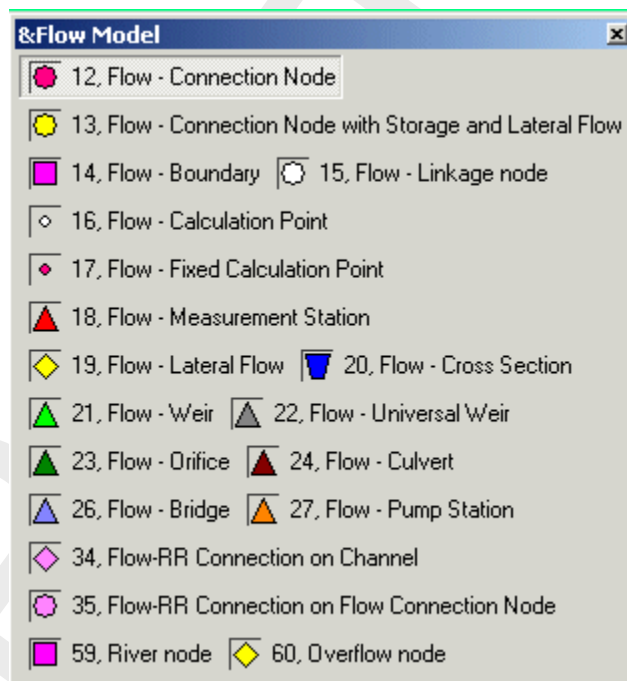 &Flow Model
12, Flow - Connection Node
13, Flow - Connection Node with Storage and Lateral Flow
14, Flow - Boundary 15, Flow - Linkage node
16, Flow - Calculation Point
17, Flow - Fixed Calculation Point
18, Flow - Measurement Station
19, Flow - Lateral Flow 20, Flow - Cross Section
21, Flow - Weir 22, Flow - Universal Weir
23, Flow - Orifice 24, Flow - Culvert
26, Flow - Bridge 27, Flow - Pump Station
34, Flow-RR Connection on Channel
35, Flow-RR Connection on Flow Connection Node
59, River node 60, Overflow node